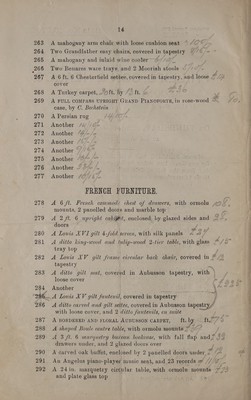 14
263 A mahogany arm chair with loose cushion seat
264 Two Grandfather easy chairs, covered in tapestry
265 A mahogany and inlaid wine cooler
266 Two Benares ware trays, and 2 Moorish stools
267 A 6 ft. 6 Chesterfield settee, covered in tapestry, and loose
cover
268 A Turkey carpet, ft. by ft.
269 A FULL COMPASS UPRIGHT GRAND PIANOFORTE, in rose-wood
case, by C. Bechstein
270 A Persian rug
271 Another
272 Another
273 Another
274 Another
275 Another
276 Another
277 Another
FRENCH FURNITURE.
278 A 6 ft. French commode chest of drawers, with ormolu
mounts, 2 panelled doors and marble top
279 A 2 ft. 6 upright cabinet, enclosed by glazed sides and
doors
280 A Louis XVI gilt 4-fold screen, with silk panels
281 A ditto king-wood and tulip-wood 2-tier table, with glass
tray top
282 A Louis XV gilt frame circular back chair, covered in
tapestry
283 A ditto gilt seat, covered in Aubusson tapestry, with
loose cover
284 Another
285 A Louis XV gilt fauteuil, covered in tapestry
286 A ditto carved and gilt settee, covered in Aubusson tapestry
with loose cover, and 2 ditto fauteuils, en suite
287 A BORDERED AND FLORAL AUBUSSON CARPET, ft. by ft.
288 A shaped Boule centre table, with ormolu mounts
289 A 3 ft. 6 marquetry bureau bookcase, with fall flap and
drawers under, and 2 glazed doors over
290 A carved oak buffet, enclosed by 2 panelled doors under
291 An Angelus piano-player music seat, and 23 records
292 A 24 in. marquetry circular table, with ormolu mounts
and plate glass top